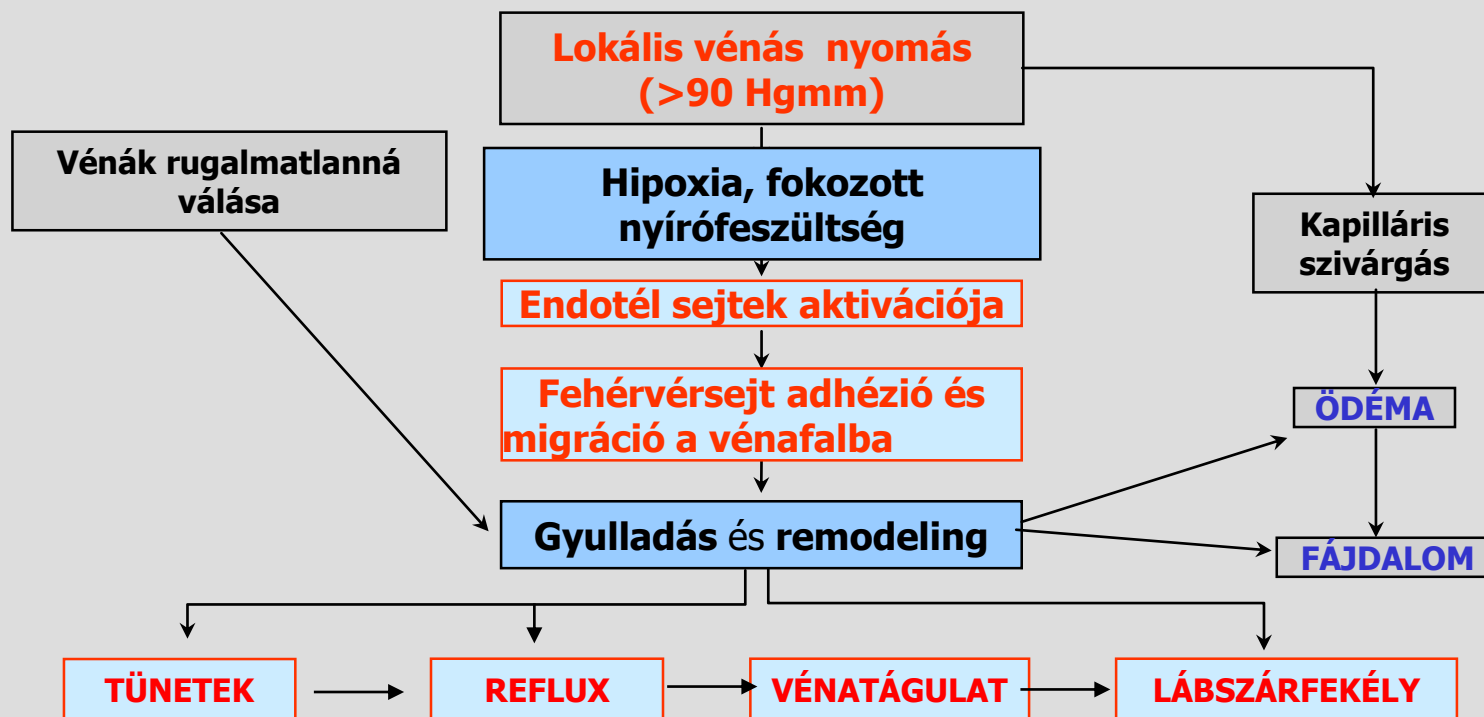 Lokális vénás nyomás
(>90 Hgmm)
Vénák rugalmatlanná
válása
Hipoxia, fokozott
nyírófeszültség
Kapilláris
szivárgás
Endotél sejtek aktivációja
Fehérvérsejt adhézió és
migráció a vénafalba
ÖDÉMA
Gyulladás és remodeling
FÁJDALOM
TÜNETEK
REFLUX
VÉNATÁGULAT
LÁBSZÁRFEKÉLY